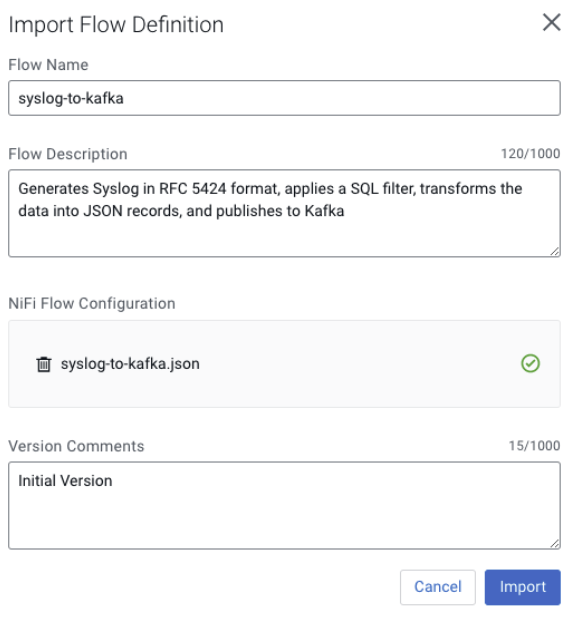 Import Flow Definition
Flow Name
syslog-to-kafka
Flow Description 120/1000
Generates Syslog in RFC 5424 format, applies a SQL filter, transforms the
data into JSON records, and publishes to Kafka
NiFi Flow Configuration
syslog-to-kafka.json
Version Comments 15/1000
Initial Version
Cancel Import